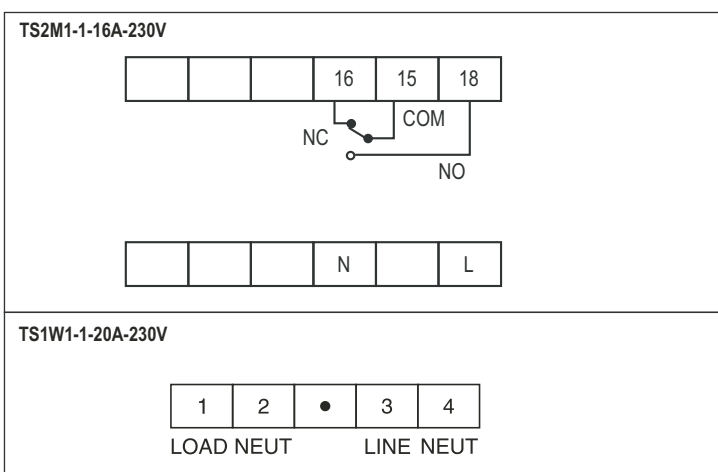 TS2M1-1-16A-230V
16 15 18
NC COM
NO
N L
TS1W1-1-20A-230V
1 2 • 3 4
LOAD NEUT LINE NEUT